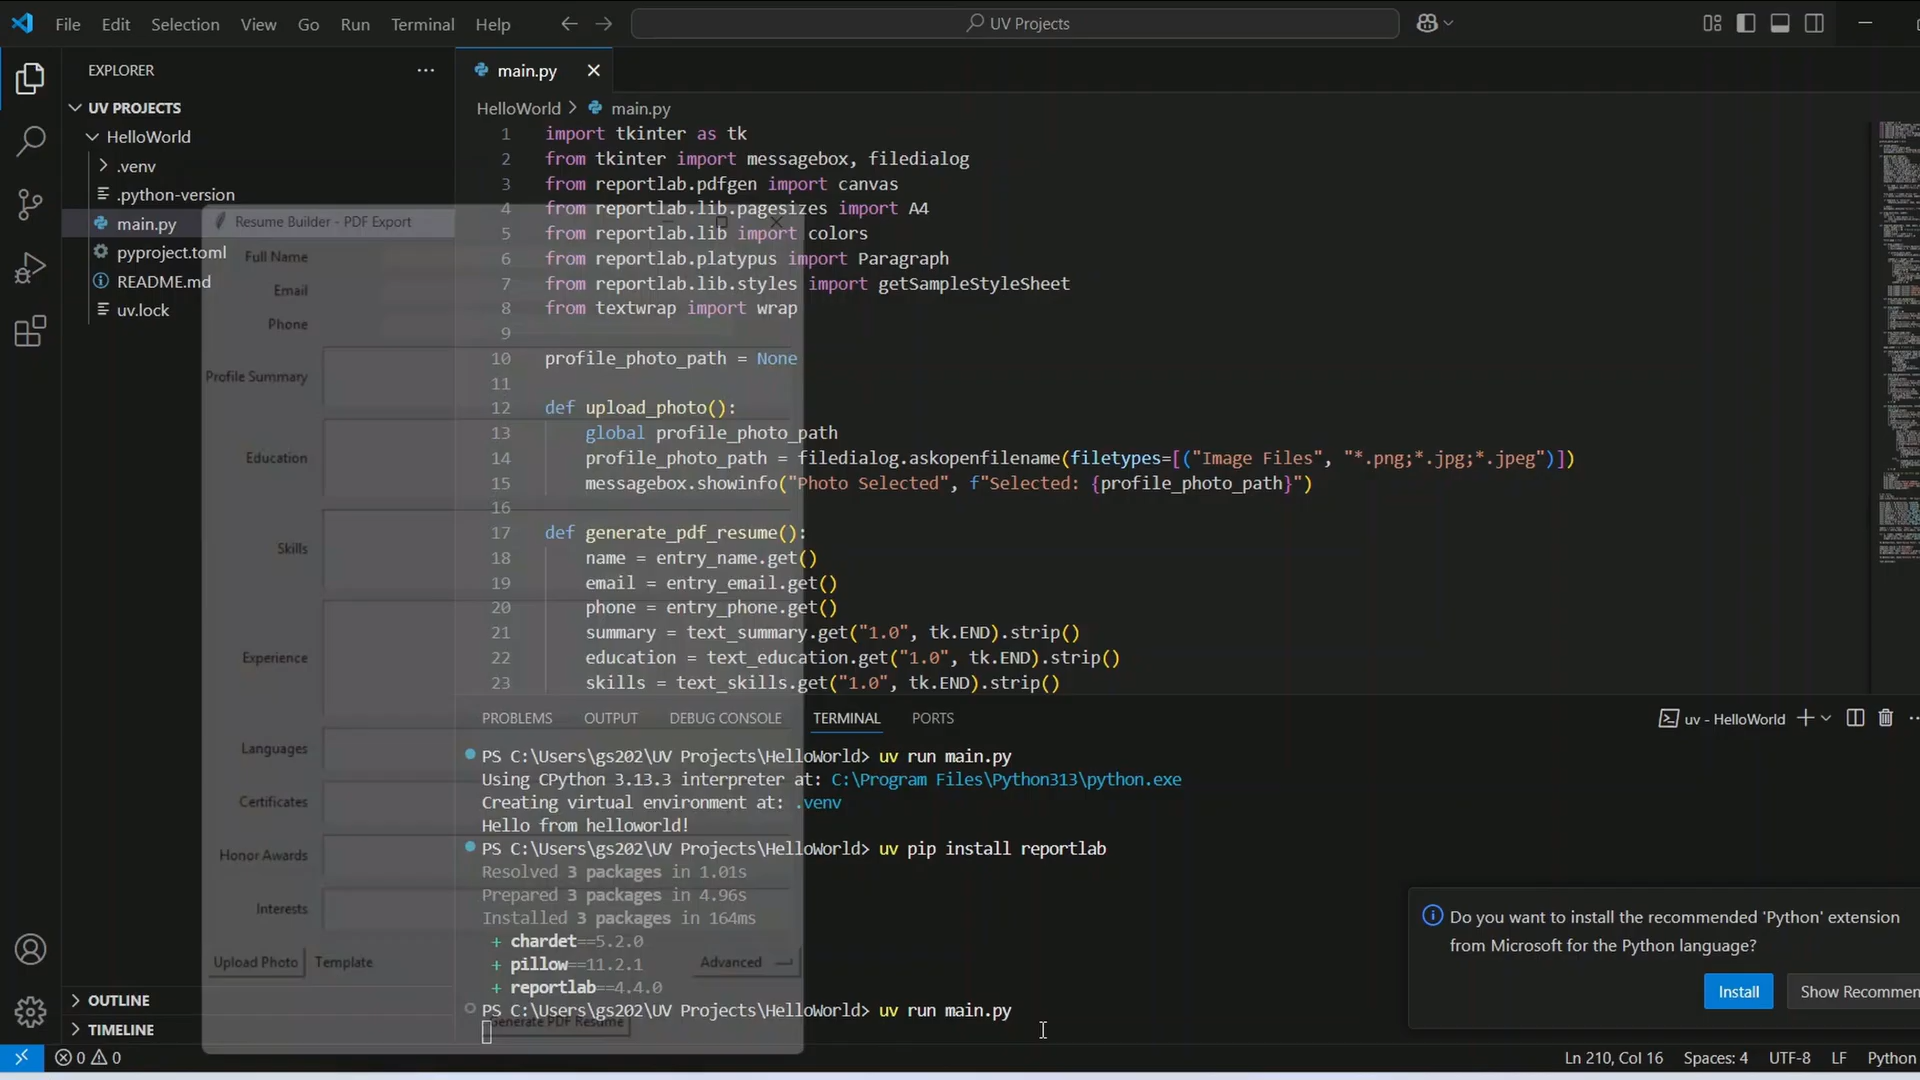 File Edit Selection View Go Run Terminal Help
UV Projects
EXPLORER
UV PROJECTS
HelloWorld
.venv
.python-version
main.py
pyproject.toml
README.md
uv.lock
OUTLINE
TIMELINE
Resume Builder - PDF Export
Full Name
Email
Phone
Profile Summary
Education
Skills
Experience
Languages
Certificates
Honor Awards
Interests
Upload Photo Template Advanced
Generate PDF Resume
main.py
HelloWorld > main.py
1 import tkinter as tk
2 from tkinter import messagebox, filedialog
3 from reportlab.pdfgen import canvas
4 from reportlab.lib.pagesizes import A4
5 from reportlab.lib import colors
6 from reportlab.platypus import Paragraph
7 from reportlab.lib.styles import getSampleStyleSheet
8 from textwrap import wrap
9
10 profile_photo_path = None
11
12 def upload_photo():
13 global profile_photo_path
14 profile_photo_path = filedialog.askopenfilename(filetypes=[("Image Files", "*.png;*.jpg;*.jpeg")])
15 messagebox.showinfo("Photo Selected", f"Selected: {profile_photo_path}")
16
17 def generate_pdf_resume():
18 name = entry_name.get()
19 email = entry_email.get()
20 phone = entry_phone.get()
21 summary = text_summary.get("1.0", tk.END).strip()
22 education = text_education.get("1.0", tk.END).strip()
23 skills = text_skills.get("1.0", tk.END).strip()
PROBLEMS OUTPUT DEBUG CONSOLE TERMINAL PORTS
uv - HelloWorld
PS C:\Users\gs202\UV Projects\HelloWorld> uv run main.py
Using CPython 3.13.3 interpreter at: C:\Program Files\Python313\python.exe
Creating virtual environment at: .venv
Hello from helloworld!
PS C:\Users\gs202\UV Projects\HelloWorld> uv pip install reportlab
Resolved 3 packages in 1.01s
Prepared 3 packages in 4.96s
Installed 3 packages in 164ms
+ chardet==5.2.0
+ pillow==11.2.1
+ reportlab==4.4.0
PS C:\Users\gs202\UV Projects\HelloWorld> uv run main.py
Do you want to install the recommended 'Python' extension
from Microsoft for the Python language?
Install Show Recommen
0 0
Ln 210, Col 16 Spaces: 4 UTF-8 LF Python